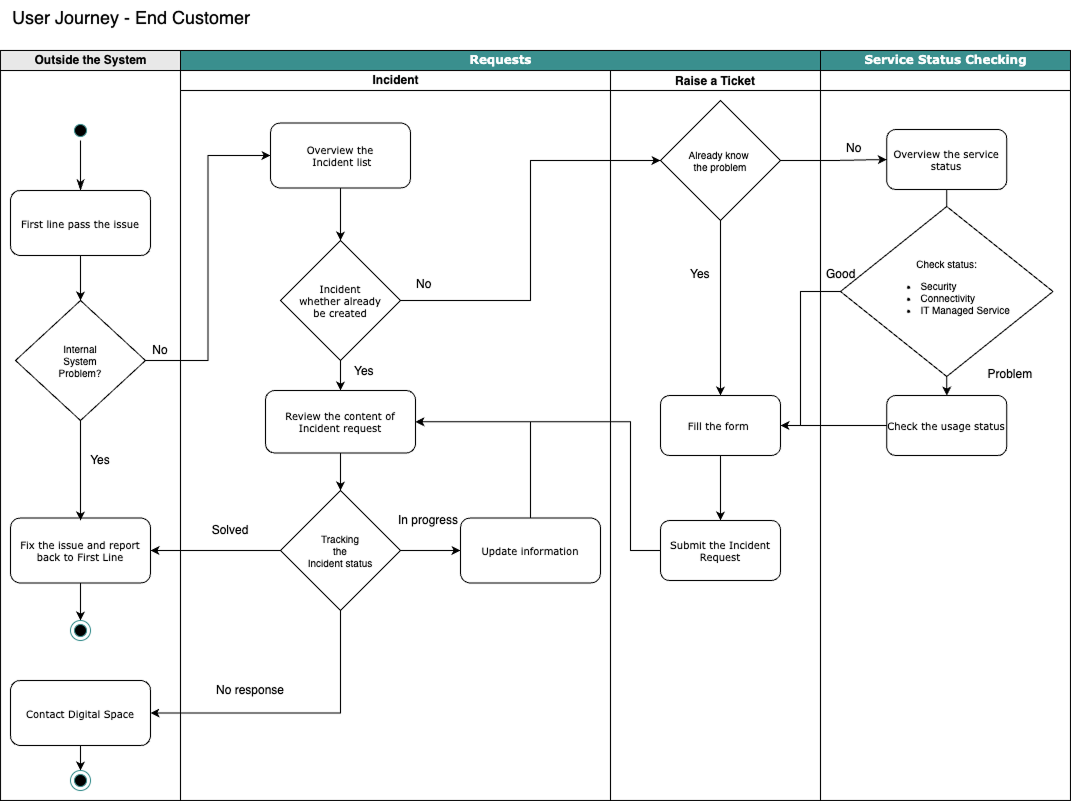 User Journey - End Customer
Outside the System
Requests
Service Status Checking
Incident
Raise a Ticket
First line pass the issue
Internal
System
Problem?
No
Yes
Fix the issue and report
back to First Line
Contact Digital Space
Overview the
Incident list
Incident
whether already
be created
No
Yes
Review the content of
Incident request
Tracking
the
Incident status
Solved
In progress
Update information
No response
Already know
the problem
No
Yes
Fill the form
Submit the Incident
Request
Overview the service
status
Check status:
• Security
• Connectivity
• IT Managed Service
Good
Problem
Check the usage status